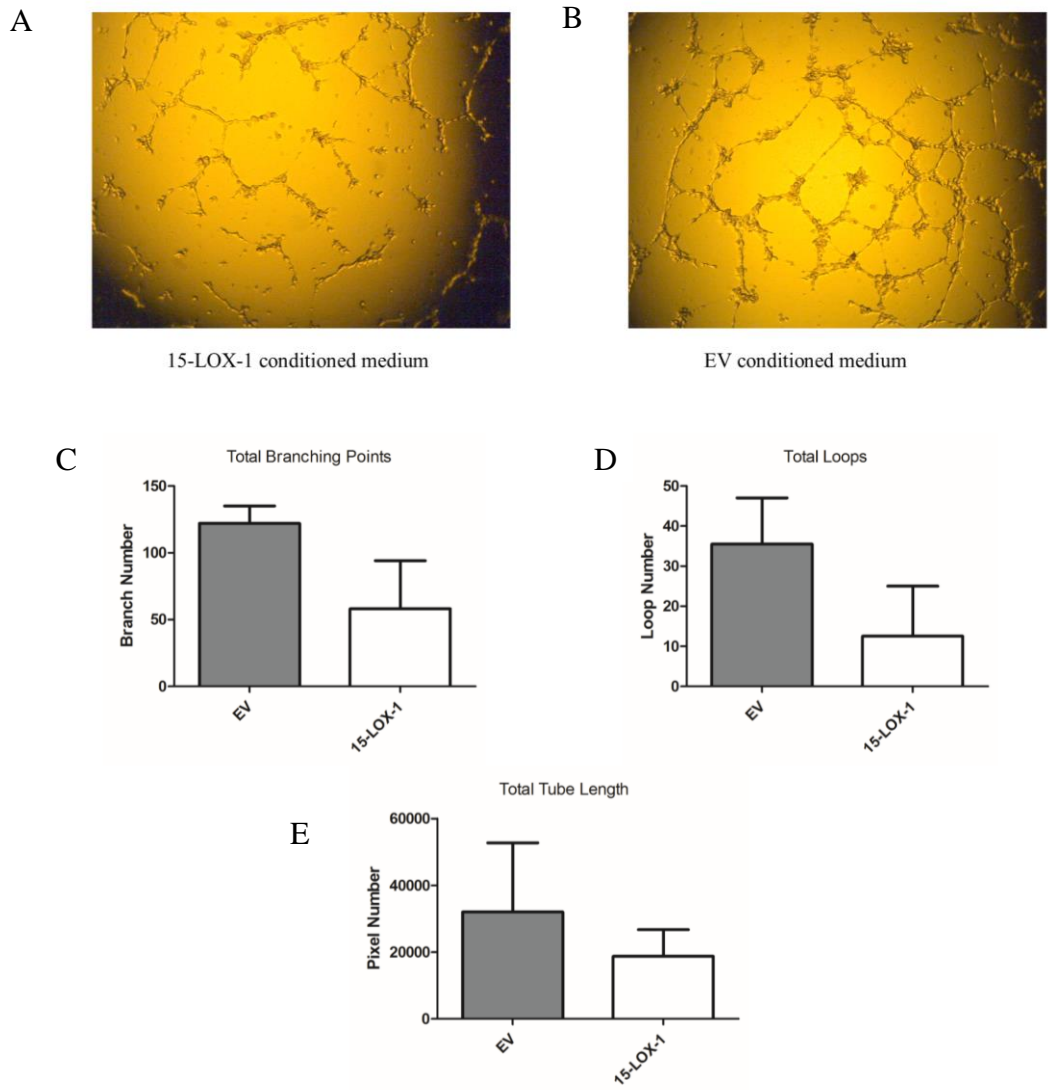 A
B
15-LOX-1 conditioned medium
EV conditioned medium
C
Total Branching Points
Branch Number
150
100
50
0
EV
15-LOX-1
D
Total Loops
Loop Number
50
40
30
20
10
0
EV
15-LOX-1
E
Total Tube Length
Pixel Number
60000
40000
20000
0
EV
15-LOX-1